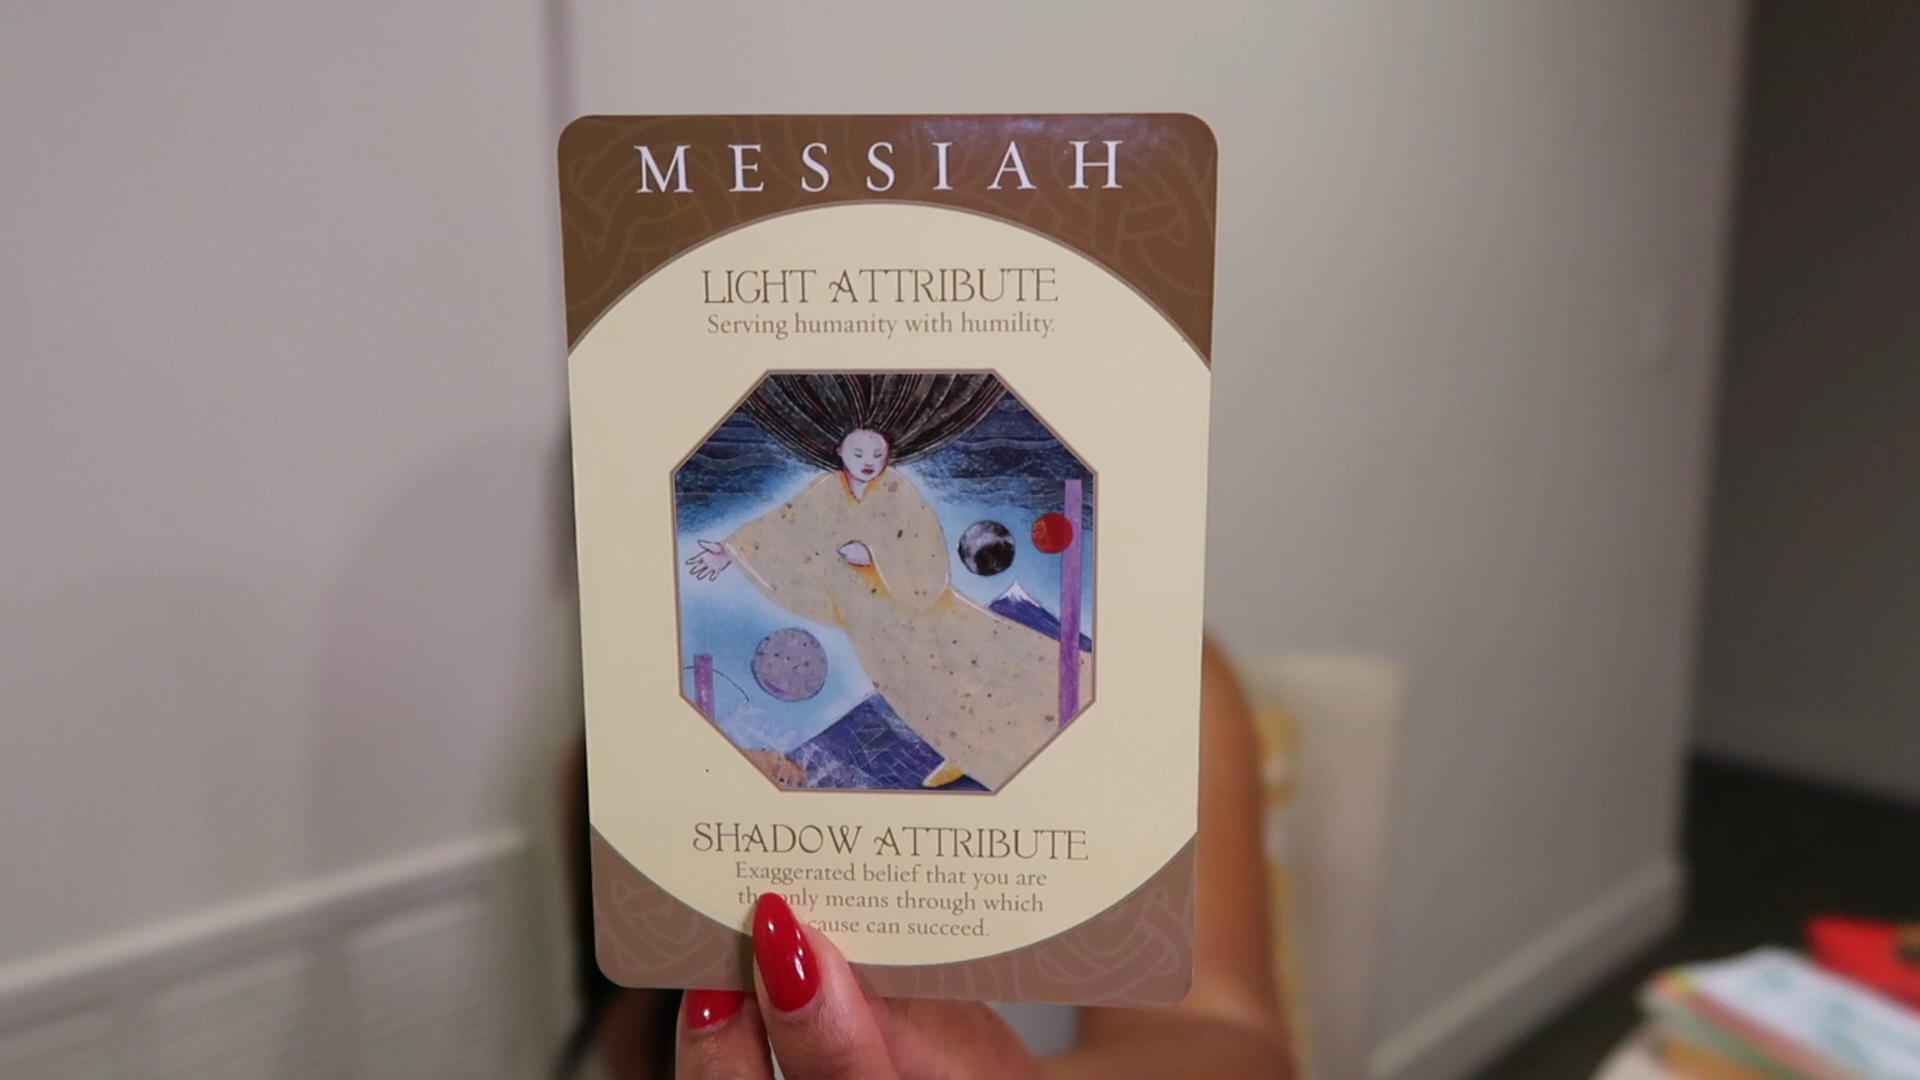 MESSIAH
LIGHT ATTRIBUTE
Serving humanity with humility.
SHADOW ATTRIBUTE
Exaggerated belief that you are
only means through which
cause can succeed.